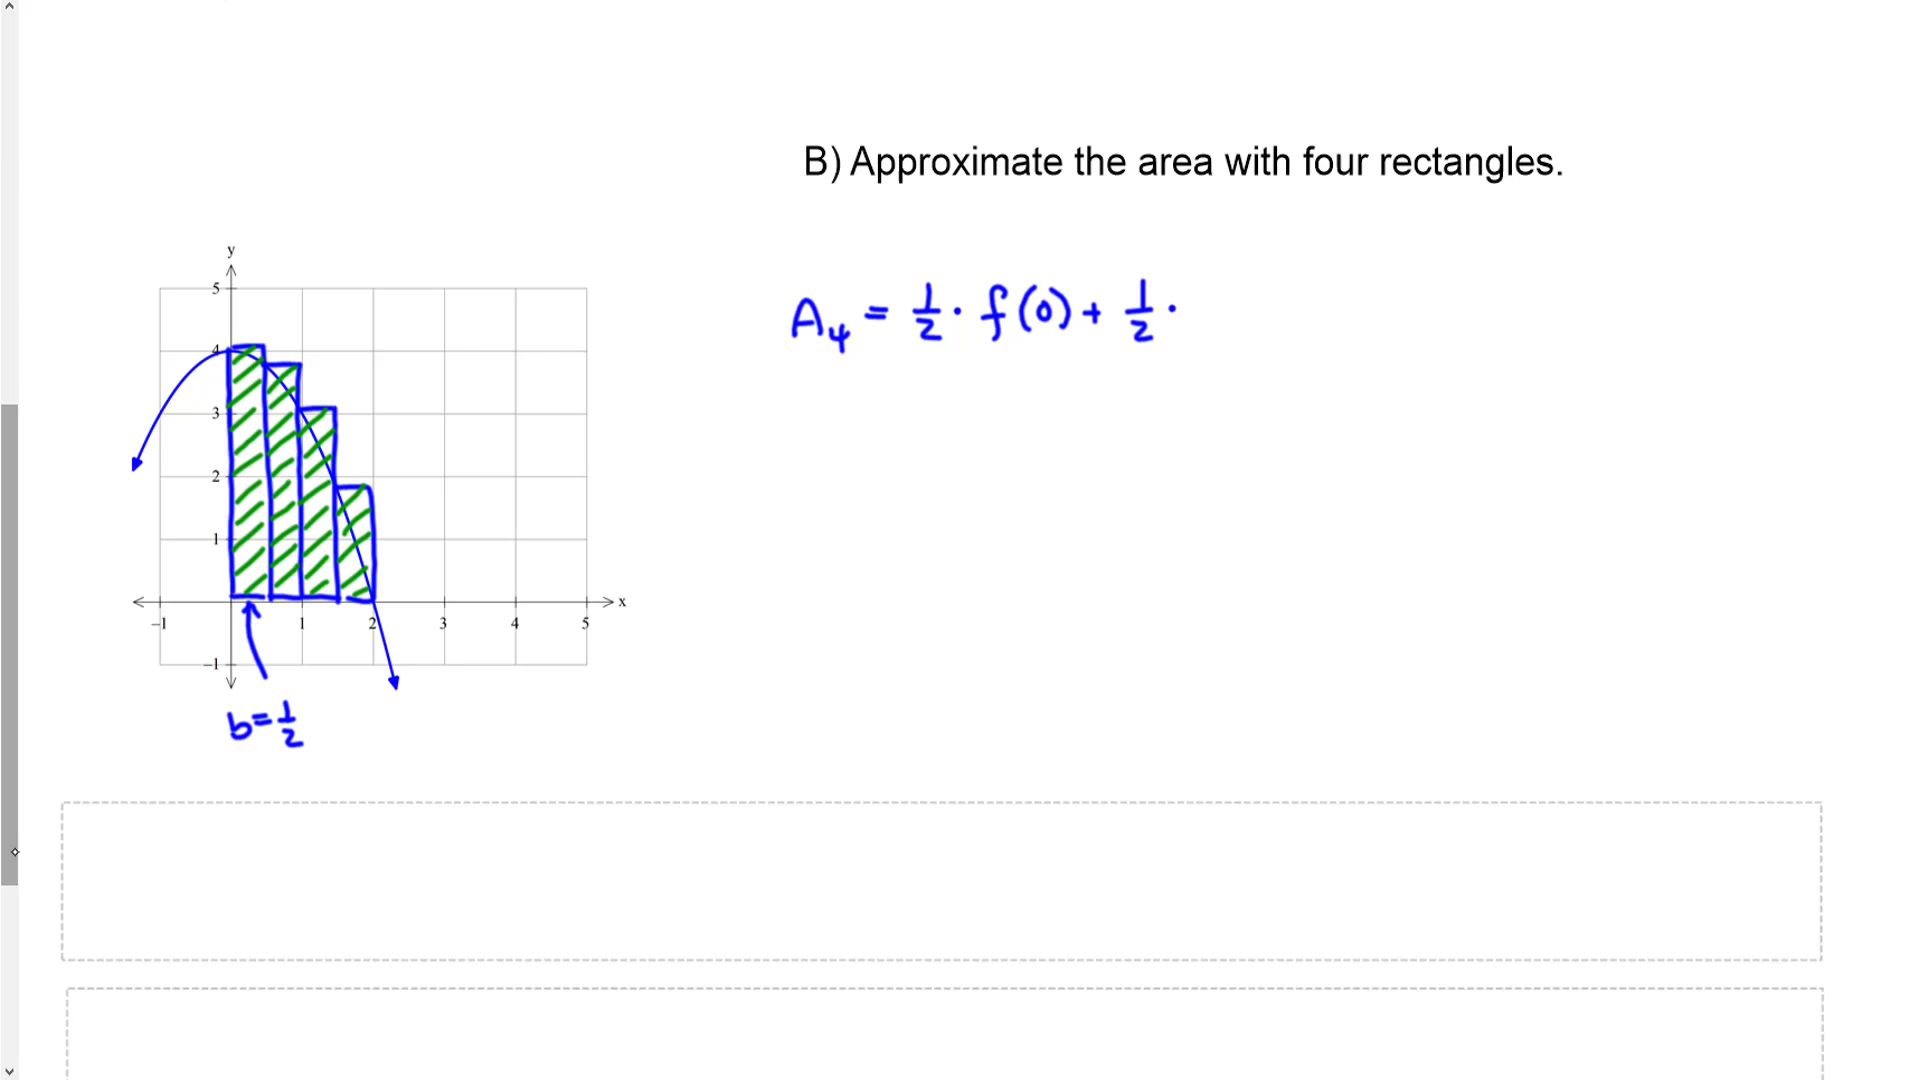 B) Approximate the area with four rectangles.
A₄ = 1/2 · f(0) + 1/2 ·
y
5
4
3
2
1
-1
-1 1 2 3 4 5 x
b = 1/2